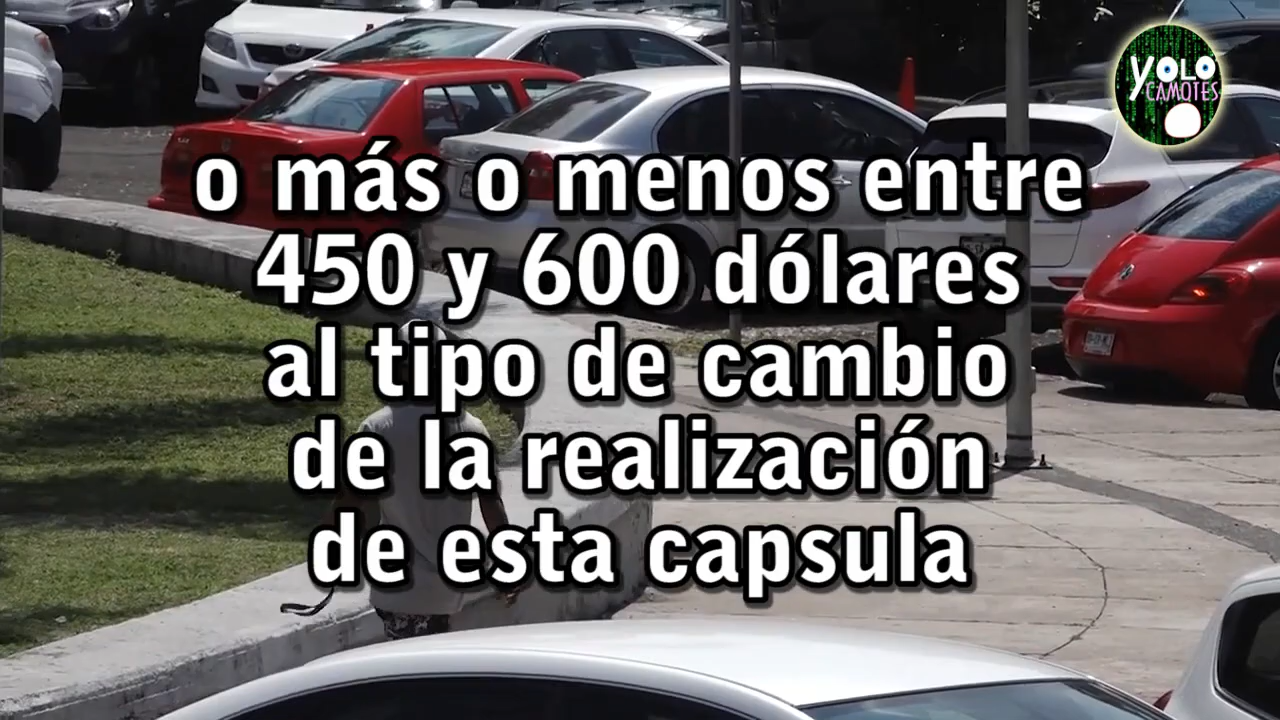 YOLO
CAMOTES
o más o menos entre
450 y 600 dólares
al tipo de cambio
de la realización
de esta capsula